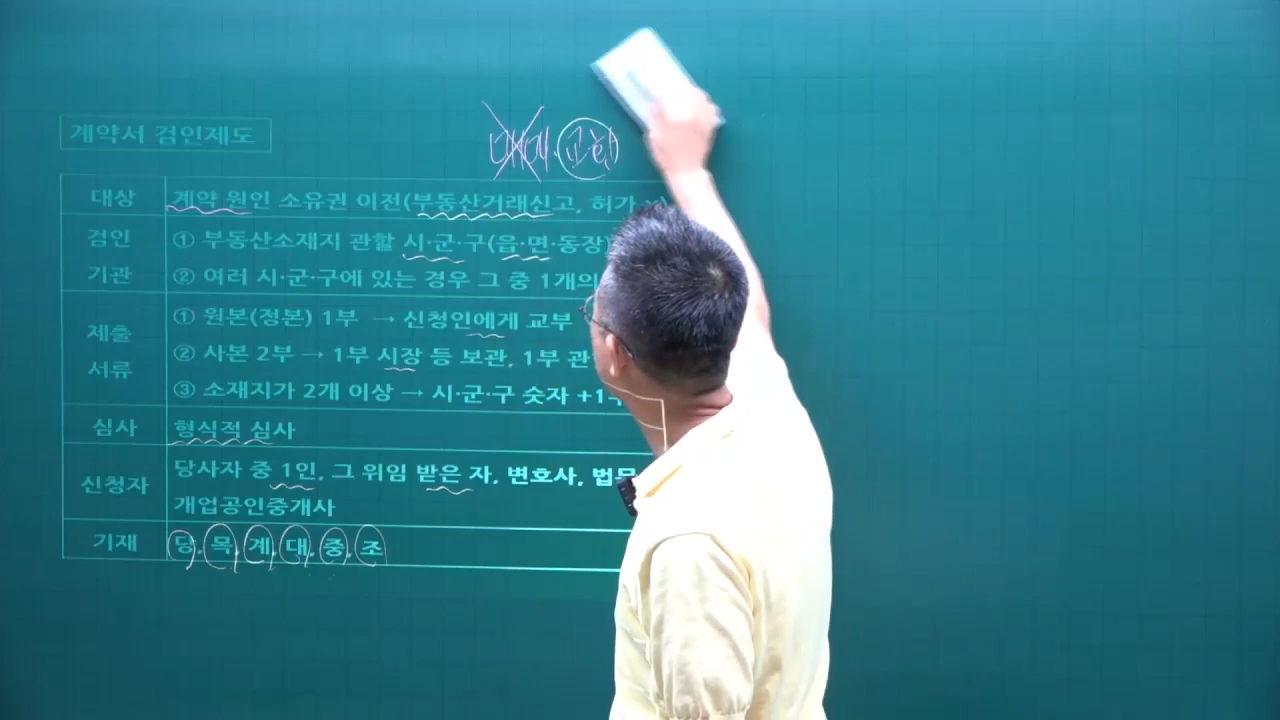 계약서 검인제도
매매. 교환
대상 계약 원인 소유권 이전(부동산거래신고, 허가 x)
검인 기관 ① 부동산소재지 관할 시·군·구(읍·면·동장)
② 여러 시·군·구에 있는 경우 그 중 1개의
제출 서류 ① 원본(정본) 1부 → 신청인에게 교부
② 사본 2부 → 1부 시장 등 보관, 1부 관
③ 소재지가 2개 이상 → 시·군·구 숫자 +1
심사 형식적 심사
신청자 당사자 중 1인, 그 위임 받은 자, 변호사, 법무
개업공인중개사
기재 당, 목, 계, 대, 중, 조